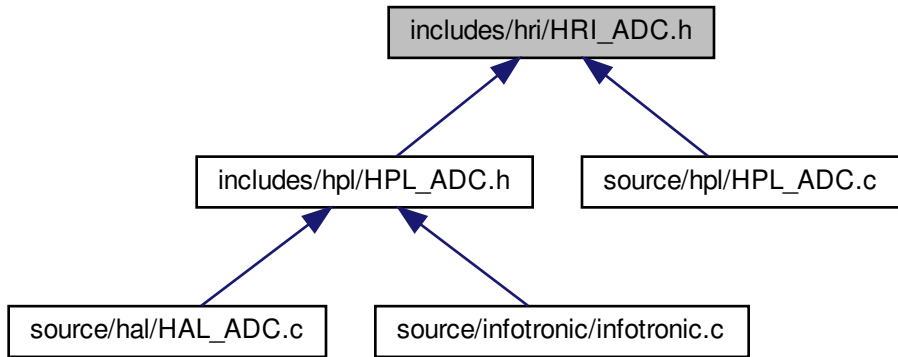 includes/hri/HRI_ADC.h
includes/hpl/HPL_ADC.h
source/hpl/HPL_ADC.c
source/hal/HAL_ADC.c
source/infotronic/infotronic.c